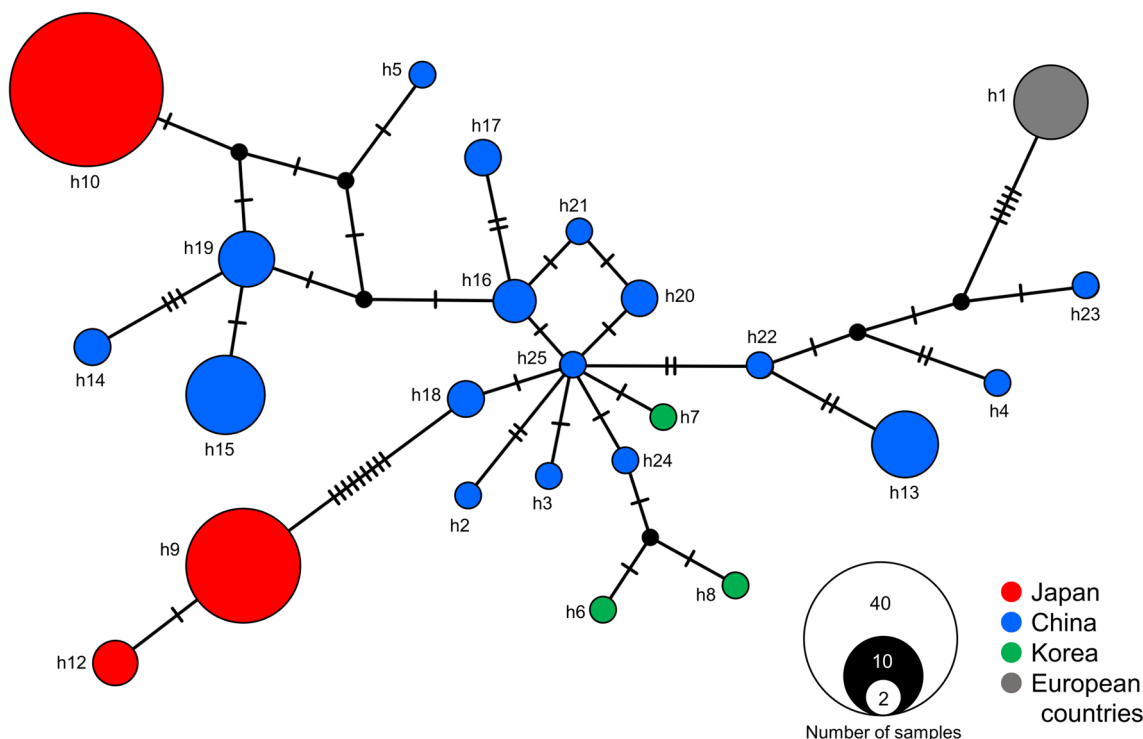 h5
h1
h17
h10
h21
h19
h16
h20
h23
h25
h22
h14
h18
h7
h4
h15
h24
h13
h3
h2
h9
h8
h6
h12
40
10
2
Number of samples
Japan
China
Korea
European
countries